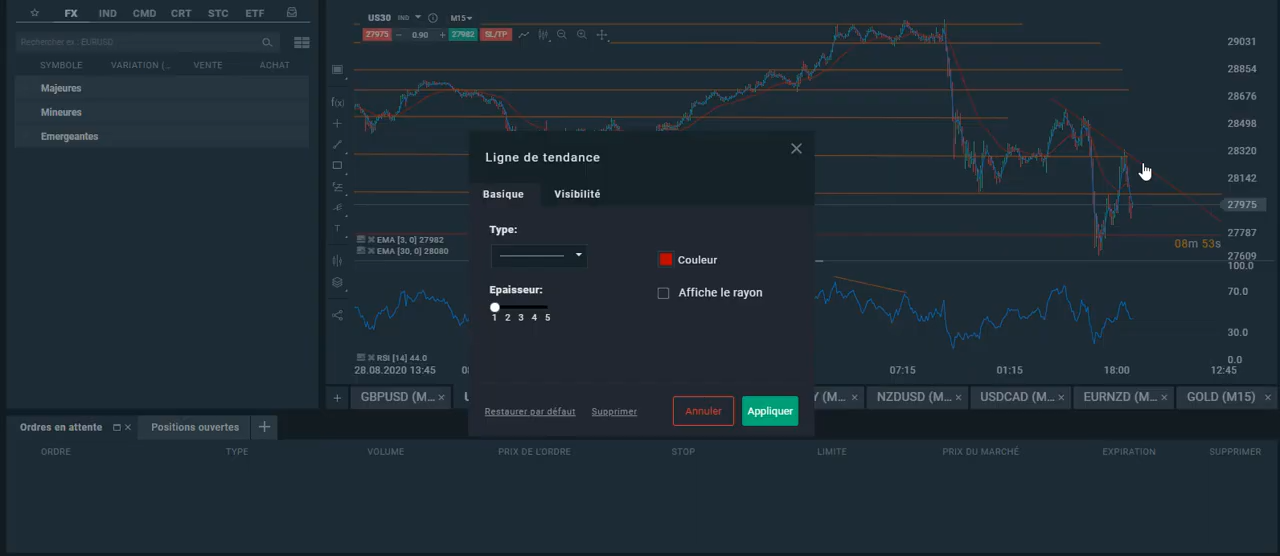 FX IND CMD CRT STC ETF
Rechercher ex.: EURUSD
SYMBOLE VARIATION (... VENTE ACHAT
Majeures
Mineures
Emergeantes
US30 IND M15
27975 0.90 27982 SL/TP
f(x)
T
29031
28854
28676
28498
28320
28142
27975
27787
08m 53s
27609
100.0
70.0
30.0
0.0
EMA [3, 0] 27982
EMA [30, 0] 28080
RSI [14] 44.0
28.08.2020 13:45 07:15 01:15 18:00 12:45
Ligne de tendance
Basique Visibilité
Type:
Couleur
Epaisseur:
Affiche le rayon
1 2 3 4 5
Restaurer par défaut Supprimer Annuler Appliquer
GBPUSD (M... NZDUSD (M... USDCAD (M... EURNZD (M... GOLD (M15)
Ordres en attente Positions ouvertes
ORDRE TYPE VOLUME PRIX DE L'ORDRE STOP LIMITE PRIX DU MARCHÉ EXPIRATION SUPPRIMER